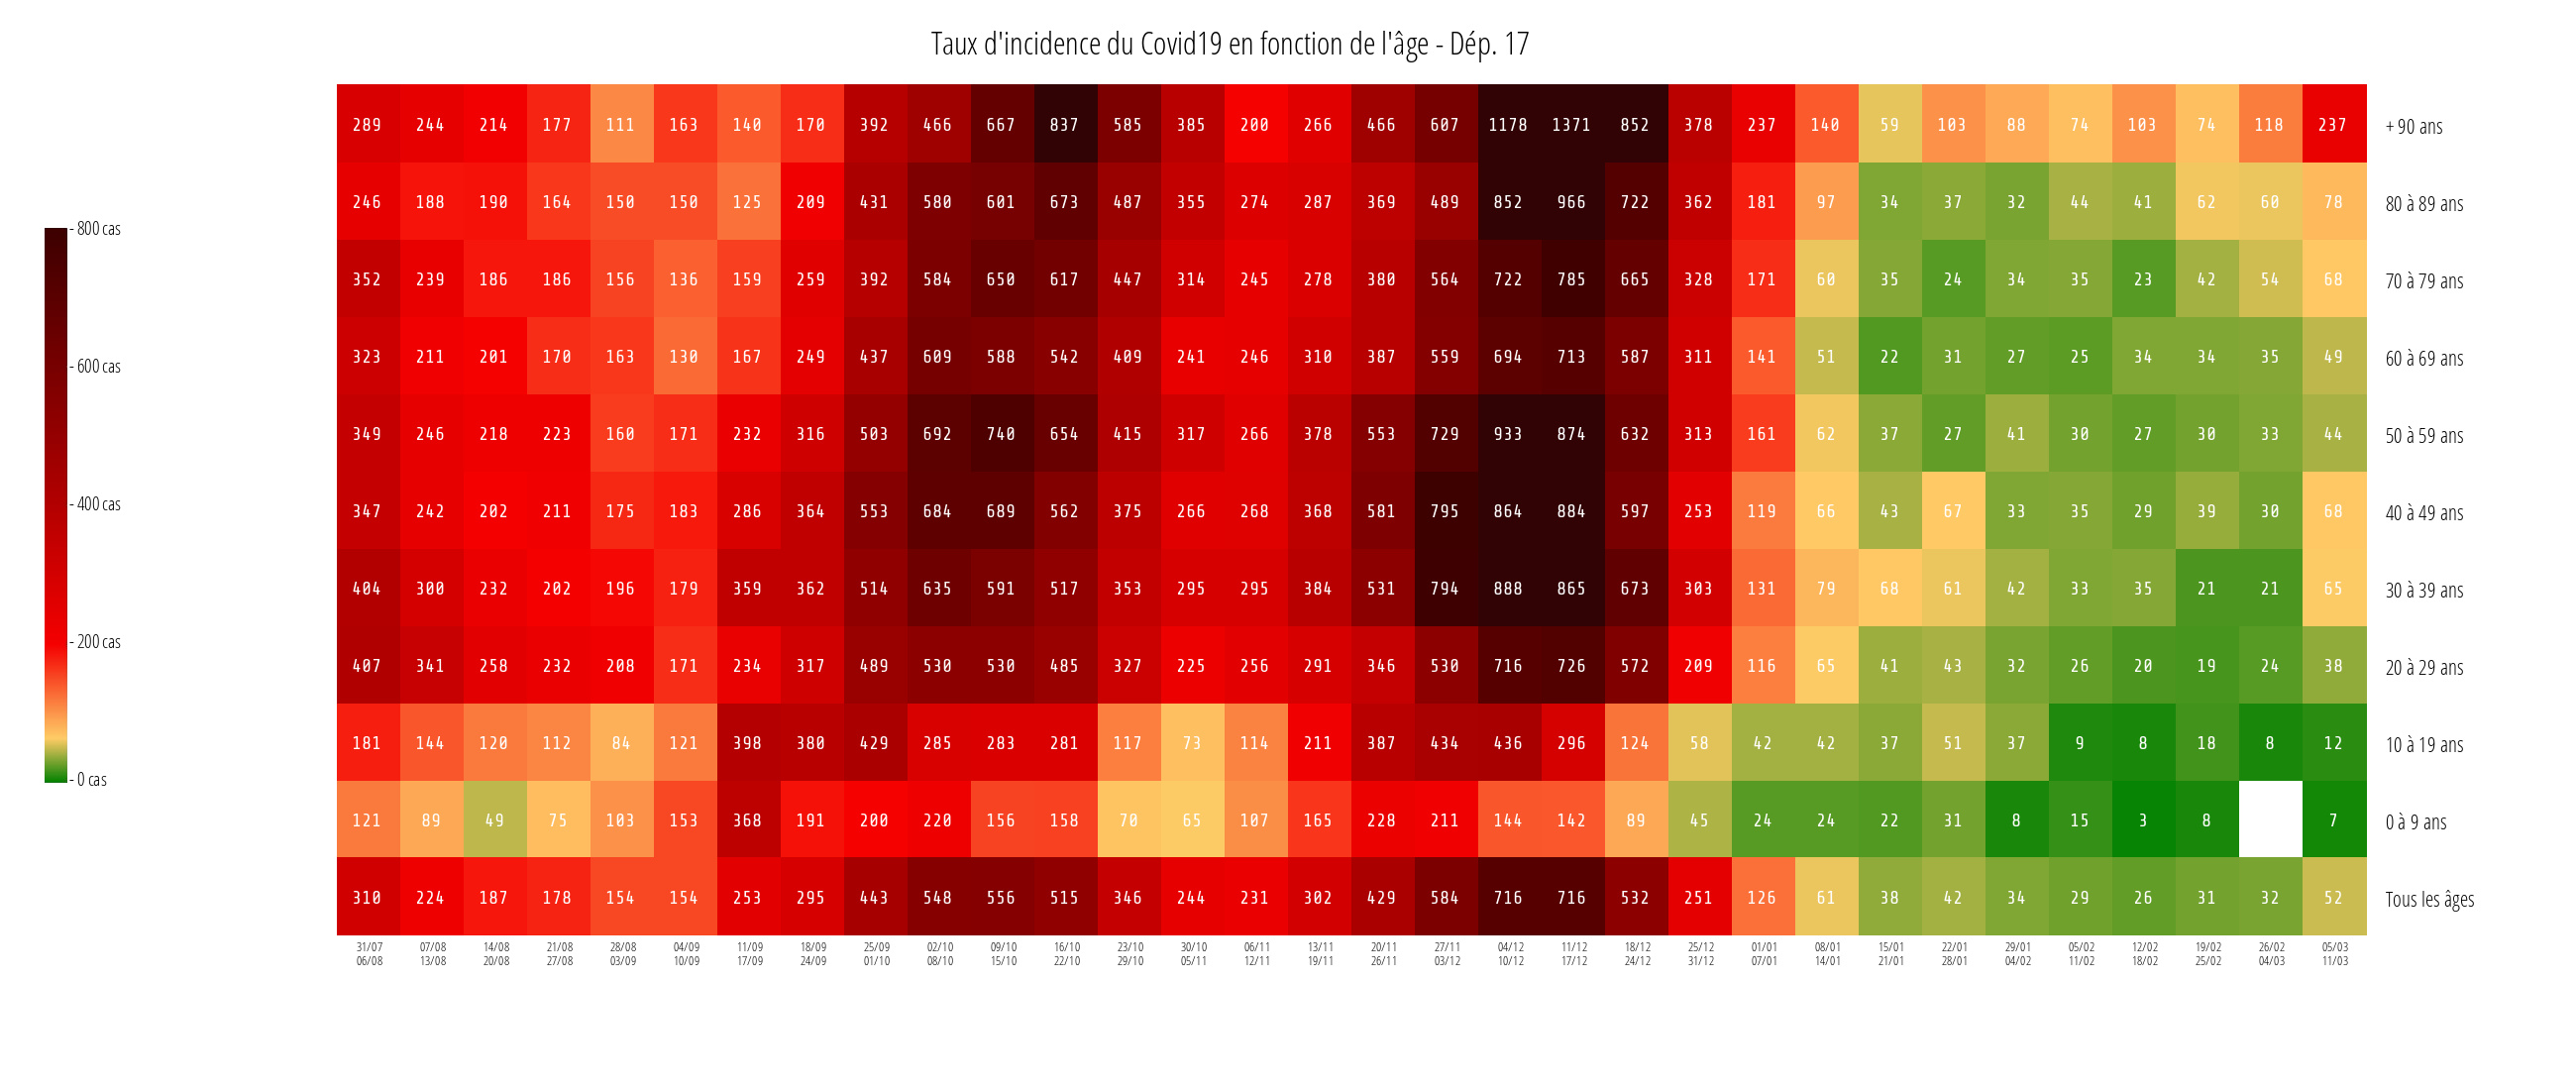 Taux d'incidence du Covid19 en fonction de l'âge - Dép. 17
- 800 cas
- 600 cas
- 400 cas
- 200 cas
- 0 cas
289 244 214 177 111 163 140 170 392 466 667 837 585 385 200 266 466 607 1178 1371 852 378 237 140 59 103 88 74 103 74 118 237 + 90 ans
246 188 190 164 150 150 125 209 431 580 601 673 487 355 274 287 369 489 852 966 722 362 181 97 34 37 32 44 41 62 60 78 80 à 89 ans
352 239 186 186 156 136 159 259 392 584 650 617 447 314 245 278 380 564 722 785 665 328 171 60 35 24 34 35 23 42 54 68 70 à 79 ans
323 211 201 170 163 130 167 249 437 609 588 542 409 241 246 310 387 559 694 713 587 311 141 51 22 31 27 25 34 34 35 49 60 à 69 ans
349 246 218 223 160 171 232 316 503 692 740 654 415 317 266 378 553 729 933 874 632 313 161 62 37 27 41 30 27 30 33 44 50 à 59 ans
347 242 202 211 175 183 286 364 553 684 689 562 375 266 268 368 581 795 864 884 597 253 119 66 43 67 33 35 29 39 30 68 40 à 49 ans
404 300 232 202 196 179 359 362 514 635 591 517 353 295 295 384 531 794 888 865 673 303 131 79 68 61 42 33 35 21 21 65 30 à 39 ans
407 341 258 232 208 171 234 317 489 530 530 485 327 225 256 291 346 530 716 726 572 209 116 65 41 43 32 26 20 19 24 38 20 à 29 ans
181 144 120 112 84 121 398 380 429 285 283 281 117 73 114 211 387 434 436 296 124 58 42 42 37 51 37 9 8 18 8 12 10 à 19 ans
121 89 49 75 103 153 368 191 200 220 156 158 70 65 107 165 228 211 144 142 89 45 24 24 22 31 8 15 3 8 7 0 à 9 ans
310 224 187 178 154 154 253 295 443 548 556 515 346 244 231 302 429 584 716 716 532 251 126 61 38 42 34 29 26 31 32 52 Tous les âges
31/07 07/08 14/08 21/08 28/08 04/09 11/09 18/09 25/09 02/10 09/10 16/10 23/10 30/10 06/11 13/11 20/11 27/11 04/12 11/12 18/12 25/12 01/01 08/01 15/01 22/01 29/01 05/02 12/02 19/02 26/02 05/03
06/08 13/08 20/08 27/08 03/09 10/09 17/09 24/09 01/10 08/10 15/10 22/10 29/10 05/11 12/11 19/11 26/11 03/12 10/12 17/12 24/12 31/12 07/01 14/01 21/01 28/01 04/02 11/02 18/02 25/02 04/03 11/03